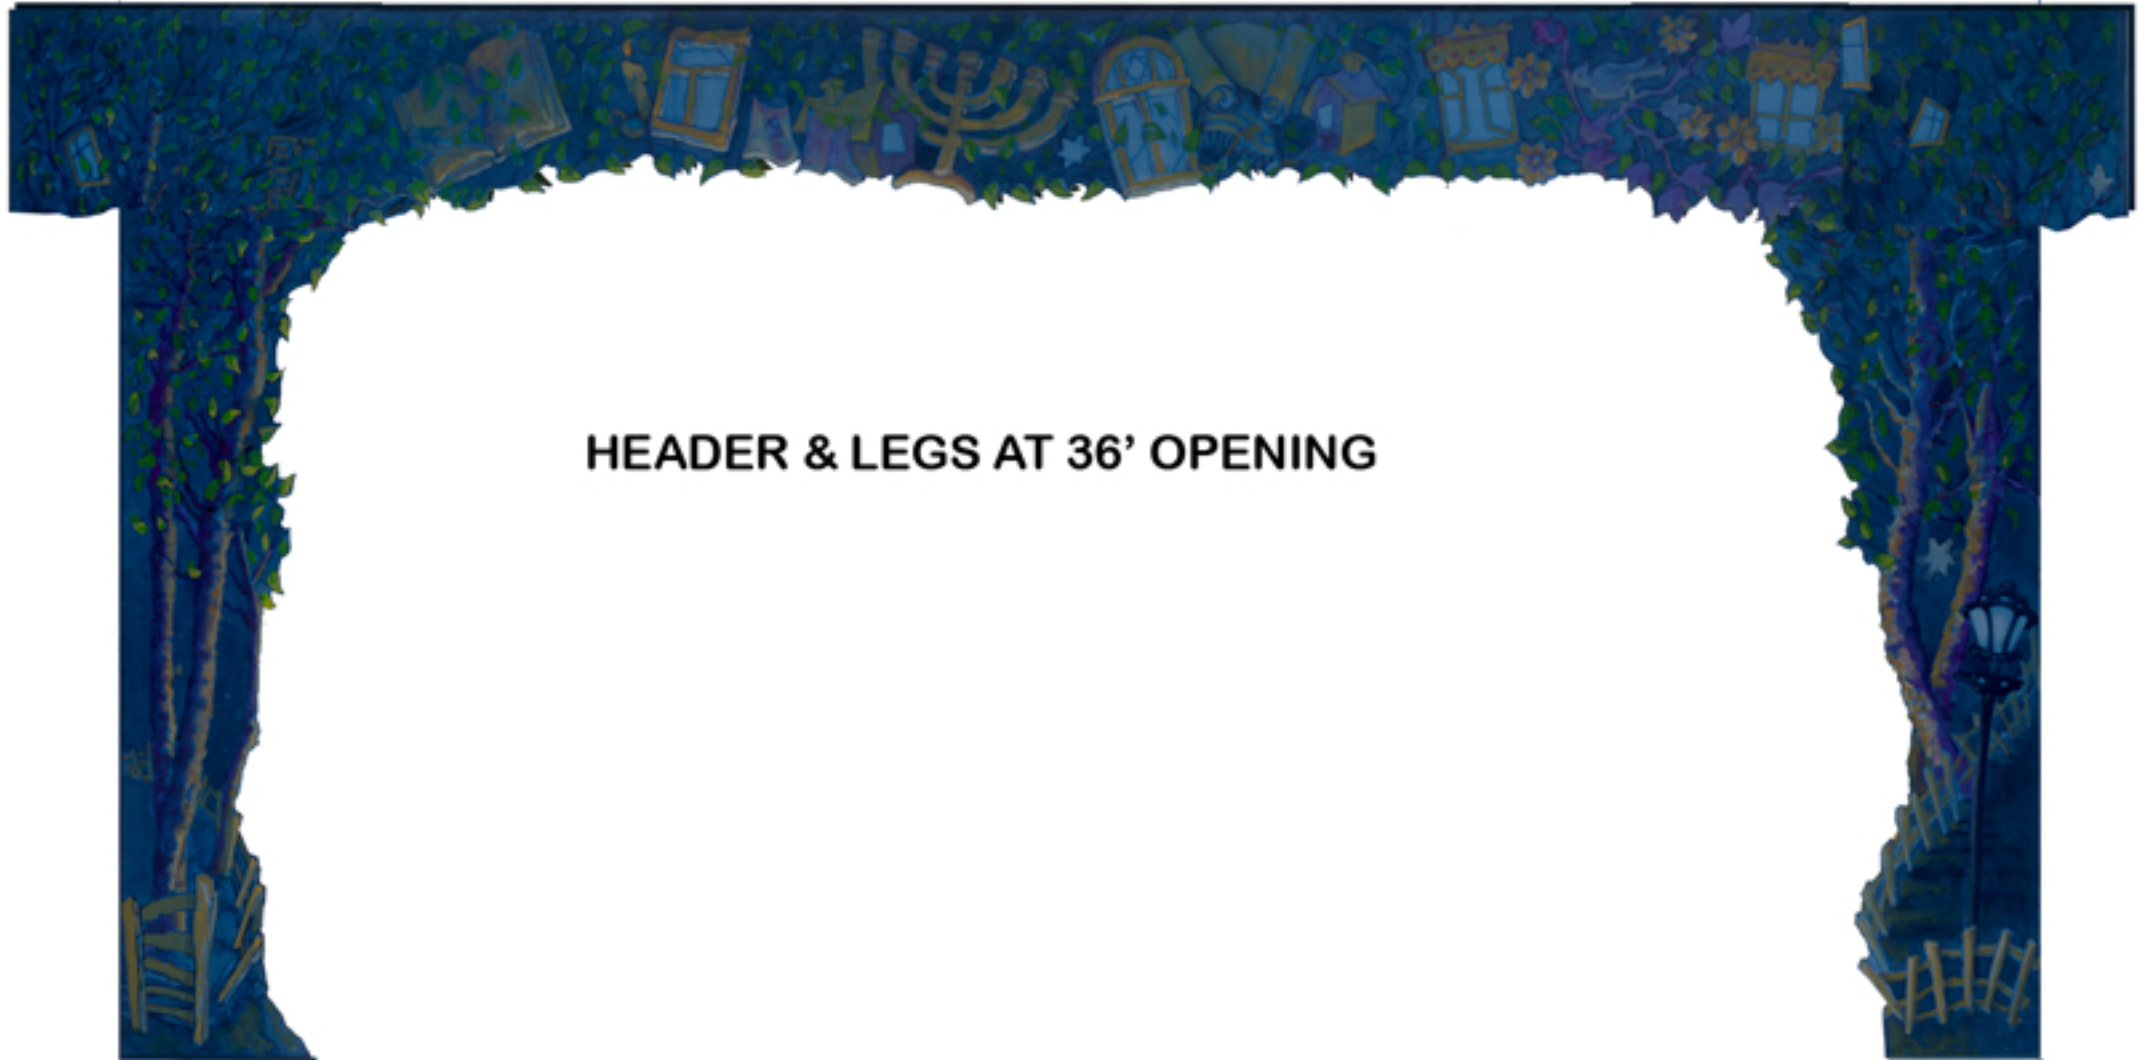 HEADER & LEGS AT 36’ OPENING